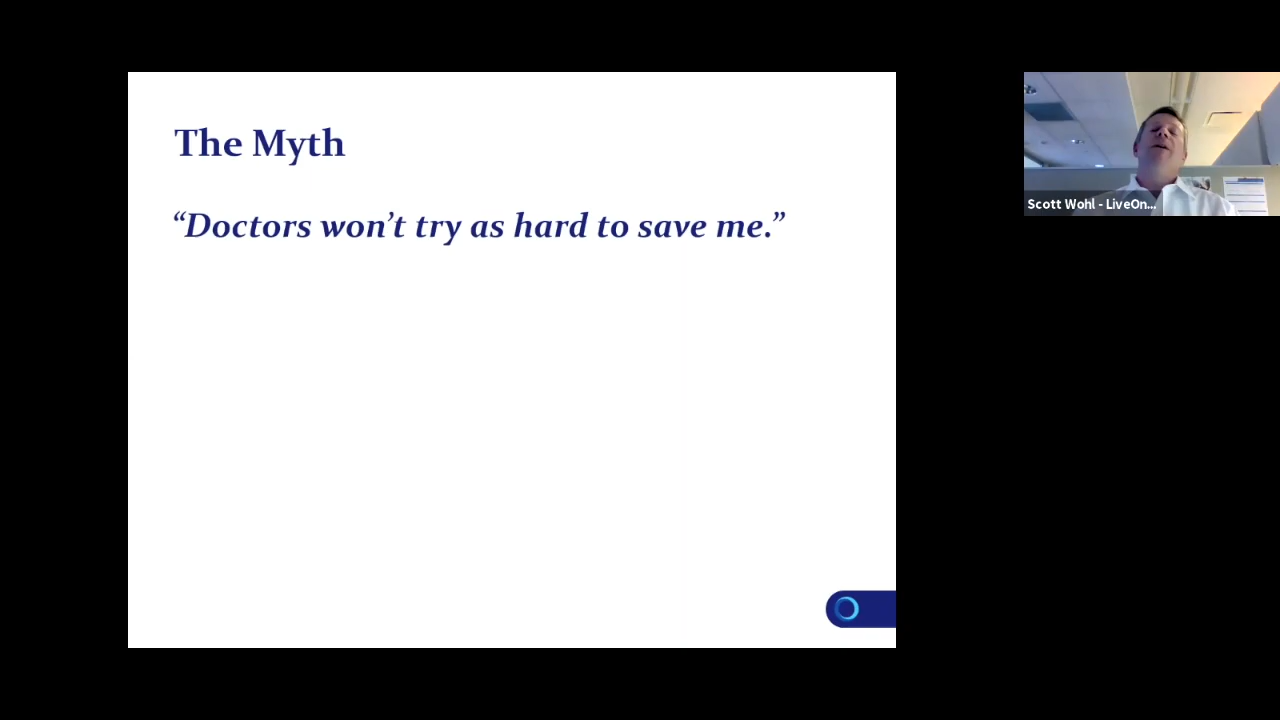 The Myth
“Doctors won’t try as hard to save me.”
Scott Wohl - LiveOn...